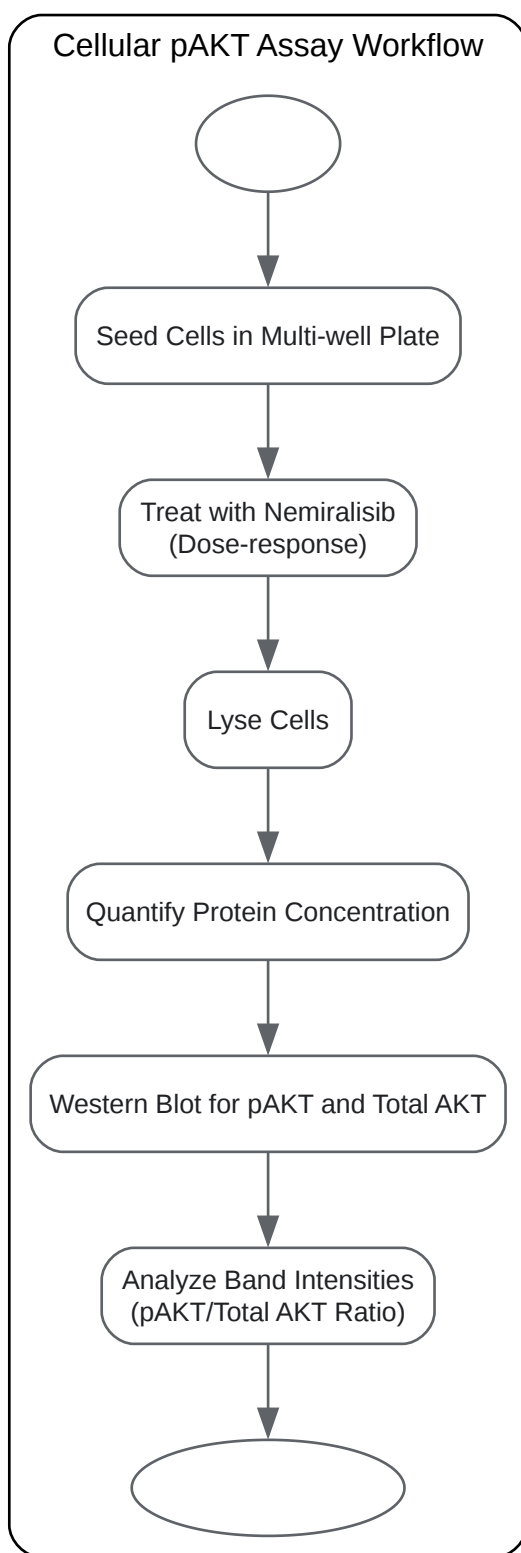 Cellular pAKT Assay Workflow
Seed Cells in Multi-well Plate
Treat with Nemiralisib
(Dose-response)
Lyse Cells
Quantify Protein Concentration
Western Blot for pAKT and Total AKT
Analyze Band Intensities
(pAKT/Total AKT Ratio)